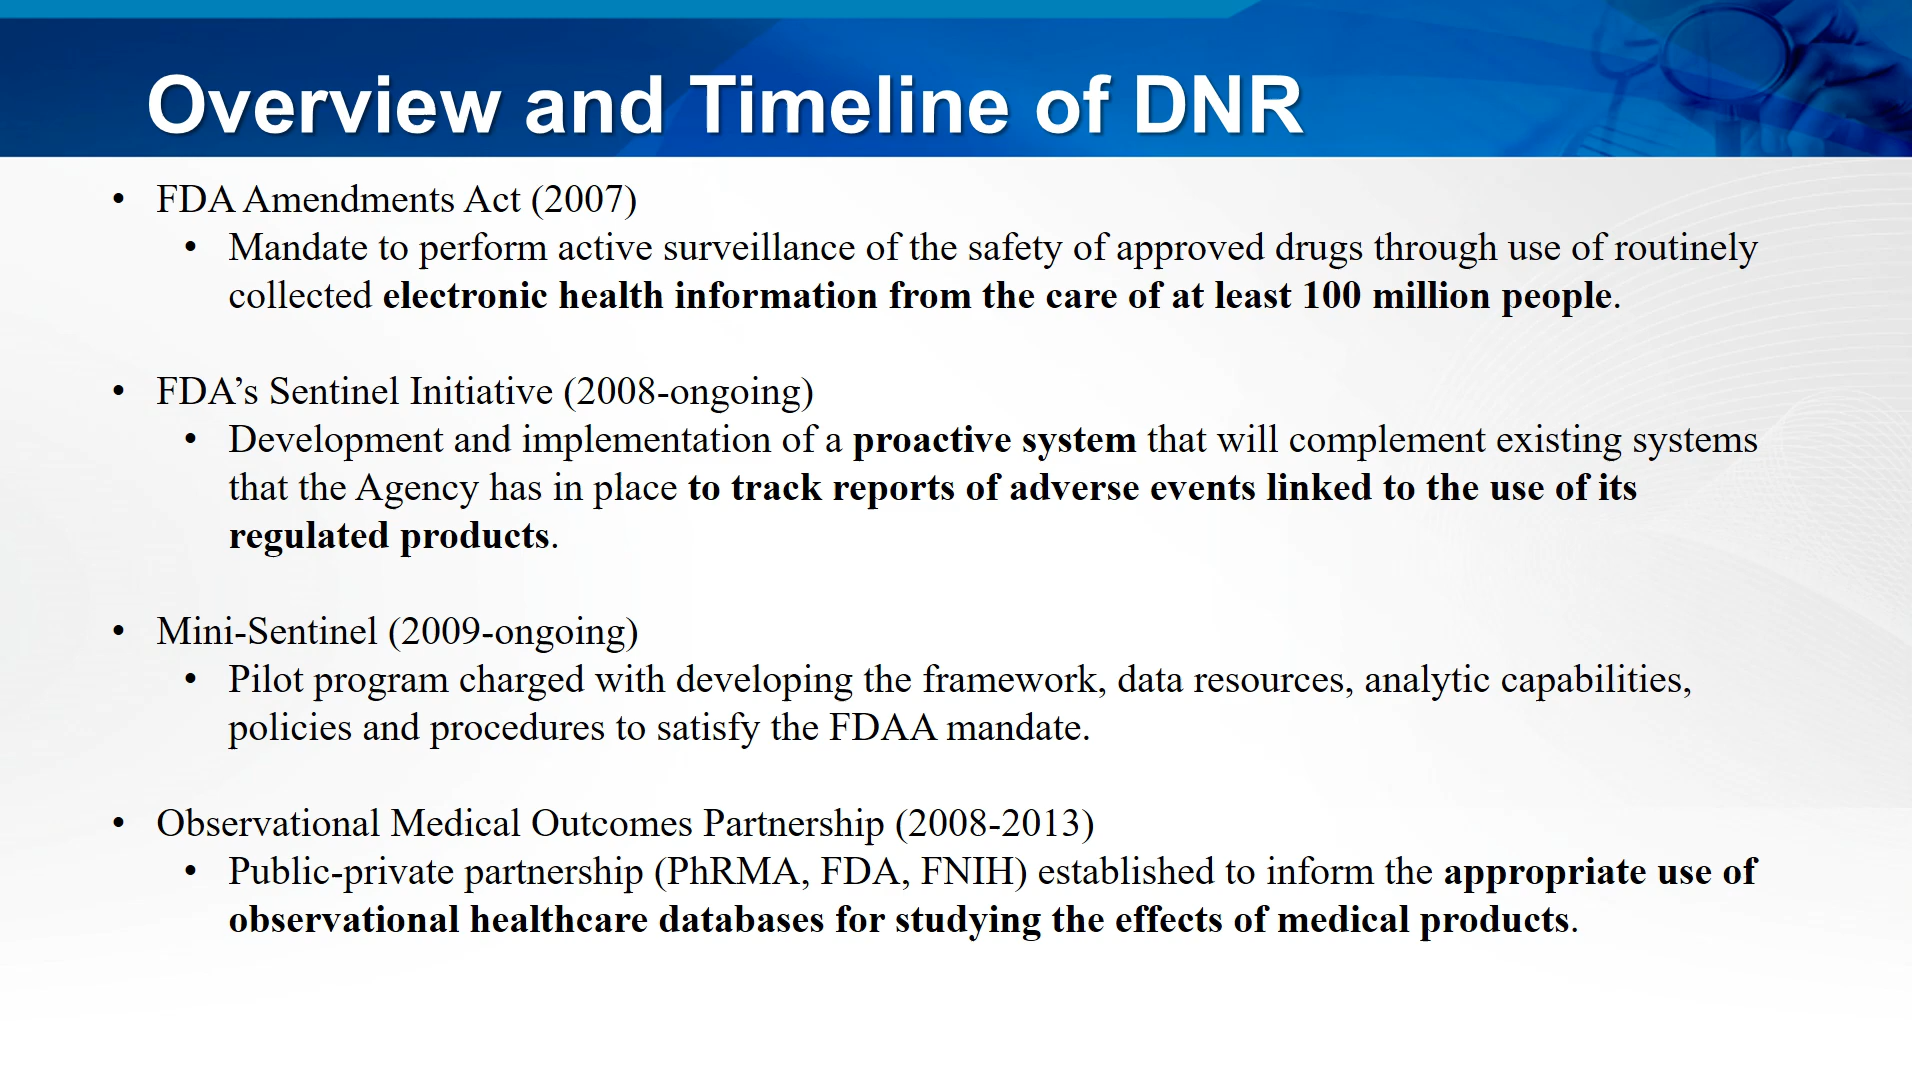 Overview and Timeline of DNR
• FDA Amendments Act (2007)
• Mandate to perform active surveillance of the safety of approved drugs through use of routinely
collected electronic health information from the care of at least 100 million people.
• FDA’s Sentinel Initiative (2008-ongoing)
• Development and implementation of a proactive system that will complement existing systems
that the Agency has in place to track reports of adverse events linked to the use of its
regulated products.
• Mini-Sentinel (2009-ongoing)
• Pilot program charged with developing the framework, data resources, analytic capabilities,
policies and procedures to satisfy the FDAA mandate.
• Observational Medical Outcomes Partnership (2008-2013)
• Public-private partnership (PhRMA, FDA, FNIH) established to inform the appropriate use of
observational healthcare databases for studying the effects of medical products.